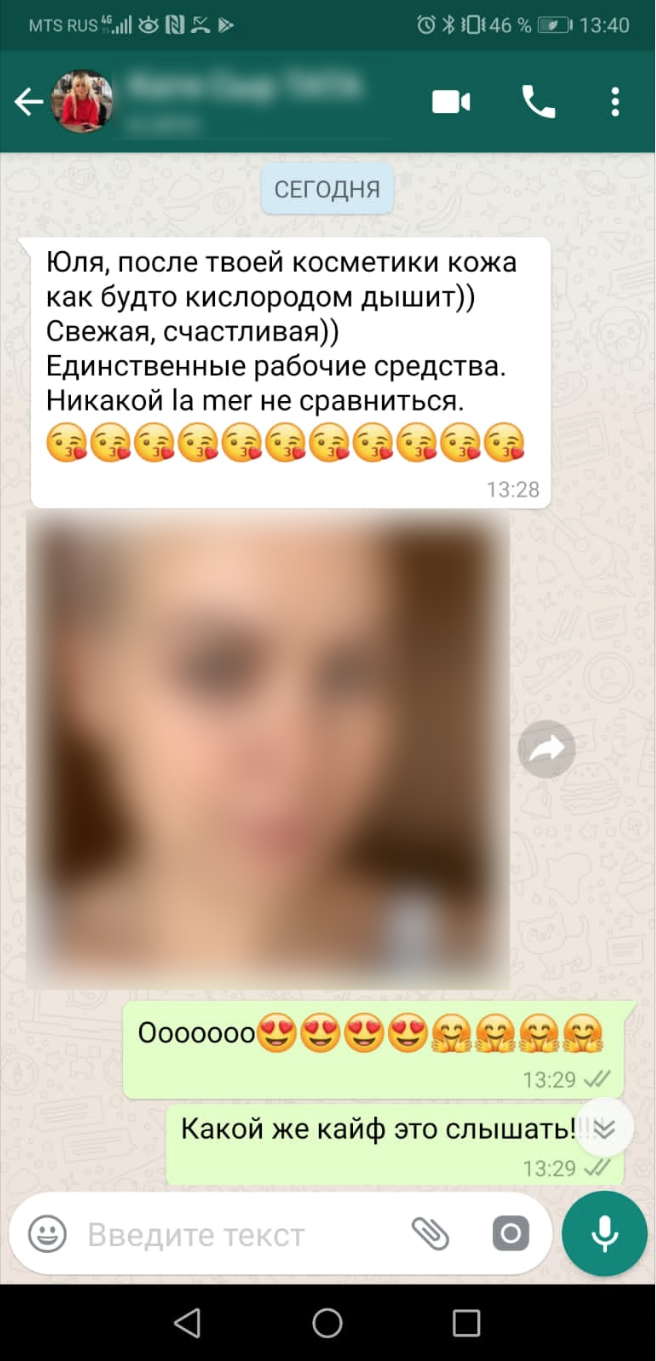 MTS RUS 4G 46 % 13:40
СЕГОДНЯ
Юля, после твоей косметики кожа
как будто кислородом дышит))
Свежая, счастливая))
Единственные рабочие средства.
Никакой la mer не сравниться.
😘😘😘😘😘😘😘😘😘😘😘
13:28
Ооооооо😍😍😍😍🤗🤗🤗🤗
13:29
Какой же кайф это слышать!!!!
13:29
Введите текст